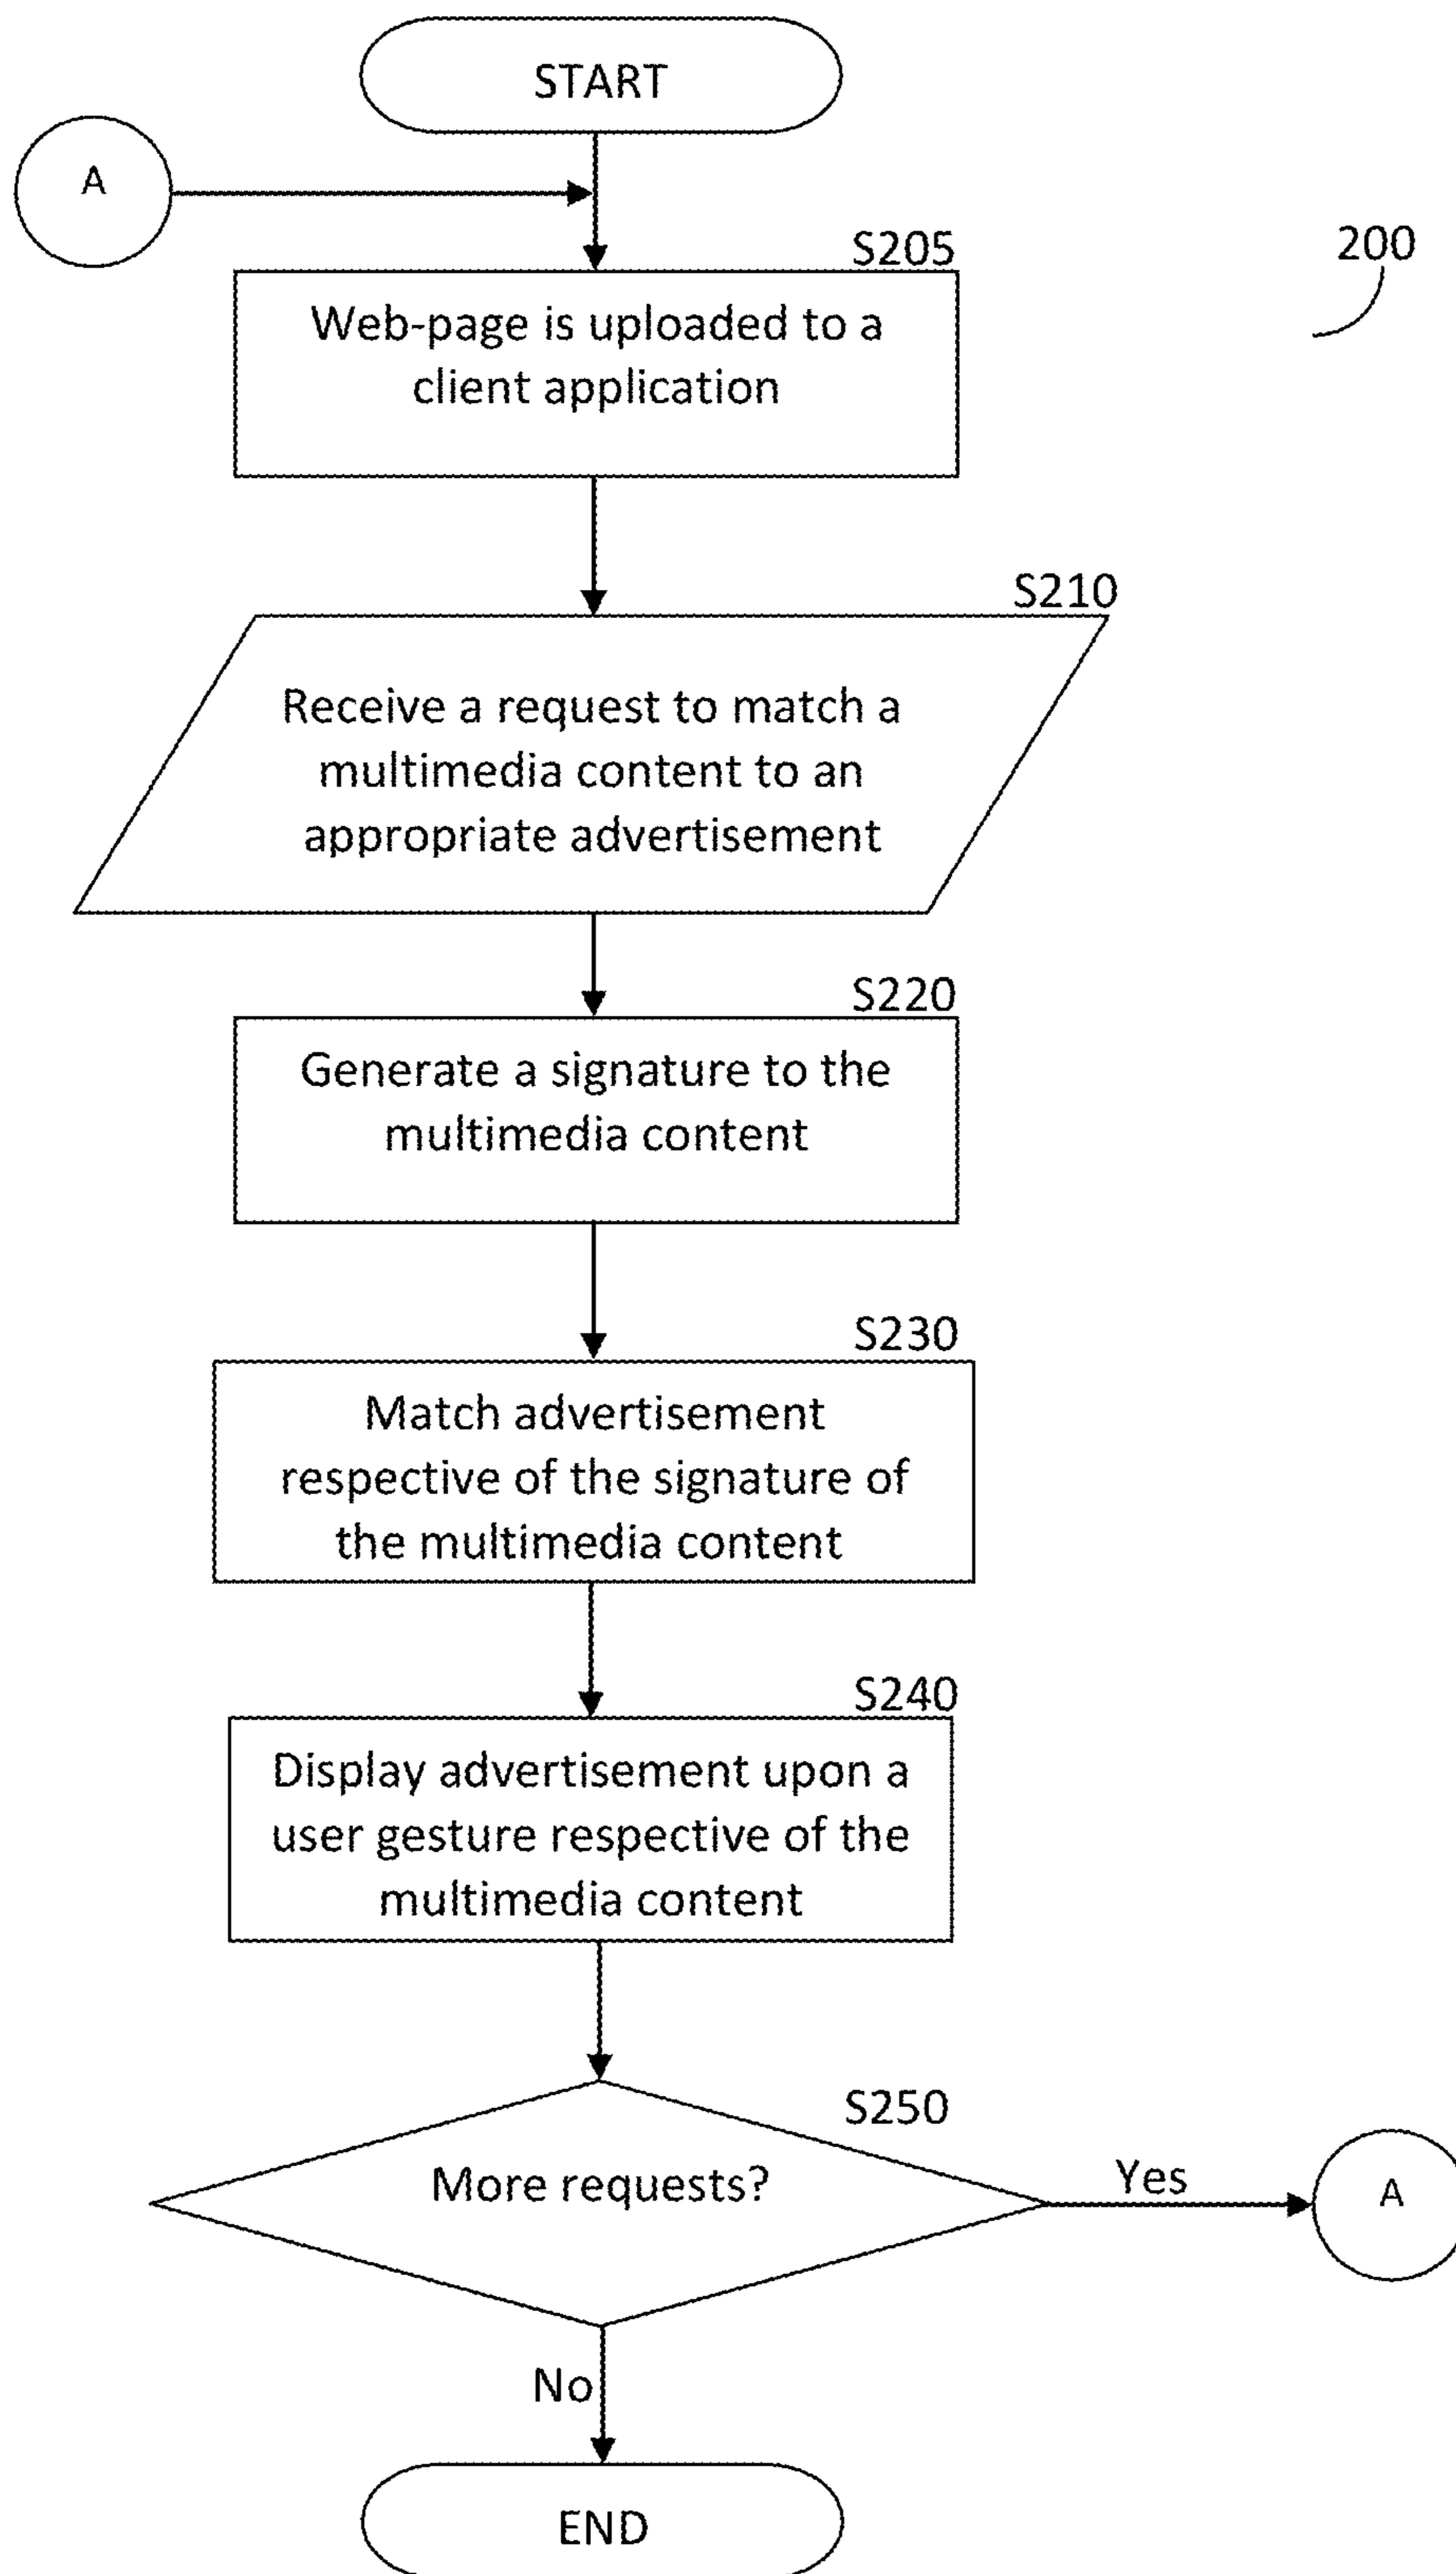 START
A
S205
200
Web-page is uploaded to a
client application
S210
Receive a request to match a
multimedia content to an
appropriate advertisement
S220
Generate a signature to the
multimedia content
S230
Match advertisement
respective of the signature of
the multimedia content
S240
Display advertisement upon a
user gesture respective of the
multimedia content
S250
More requests?
Yes
A
No
END